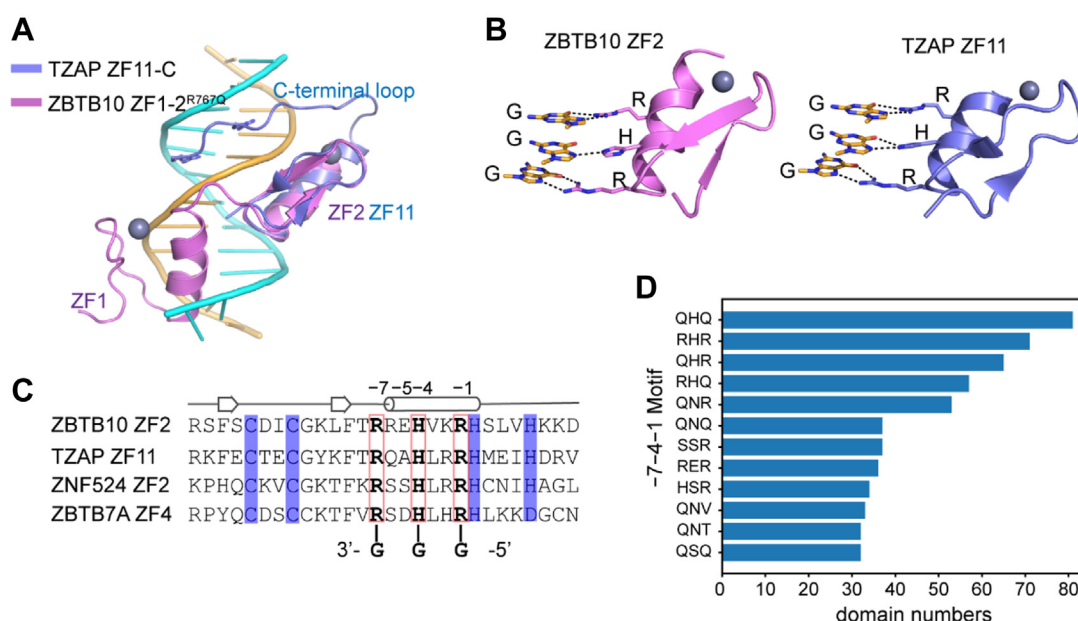 A
TZAP ZF11-C
ZBTB10 ZF1-2R767Q
C-terminal loop
ZF2 ZF11
ZF1
B
ZBTB10 ZF2
TZAP ZF11
G
G
G
R
H
R
G
G
G
R
H
R
C
−7 −5 −4 −1
ZBTB10 ZF2 RSFSCDICGKLFTRREHVKRHSLVHKKD
TZAP ZF11 RKFECTECGYKFTRQAHLRRHMEIHDRV
ZNF524 ZF2 KPHQCKVCGKTFKRSSHLRRHCNIHAGL
ZBTB7A ZF4 RPYQCDSCCKTFVRSDHLHRHLKKDGCN
3'- G G G -5'
D
−7−4−1 Motif
QHQ
RHR
QHR
RHQ
QNR
QNQ
SSR
RER
HSR
QNV
QNT
QSQ
0 10 20 30 40 50 60 70 80
domain numbers